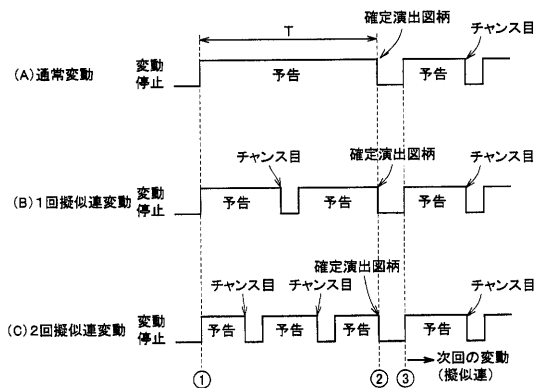 T
確定演出図柄
チャンス目
(A)通常変動
変動
停止
予告
予告
チャンス目
確定演出図柄
チャンス目
(B)1回擬似連変動
変動
停止
予告
予告
予告
チャンス目
チャンス目
確定演出図柄
チャンス目
(C)2回擬似連変動
変動
停止
予告
予告
予告
予告
① ② ③
次回の変動
(擬似連)